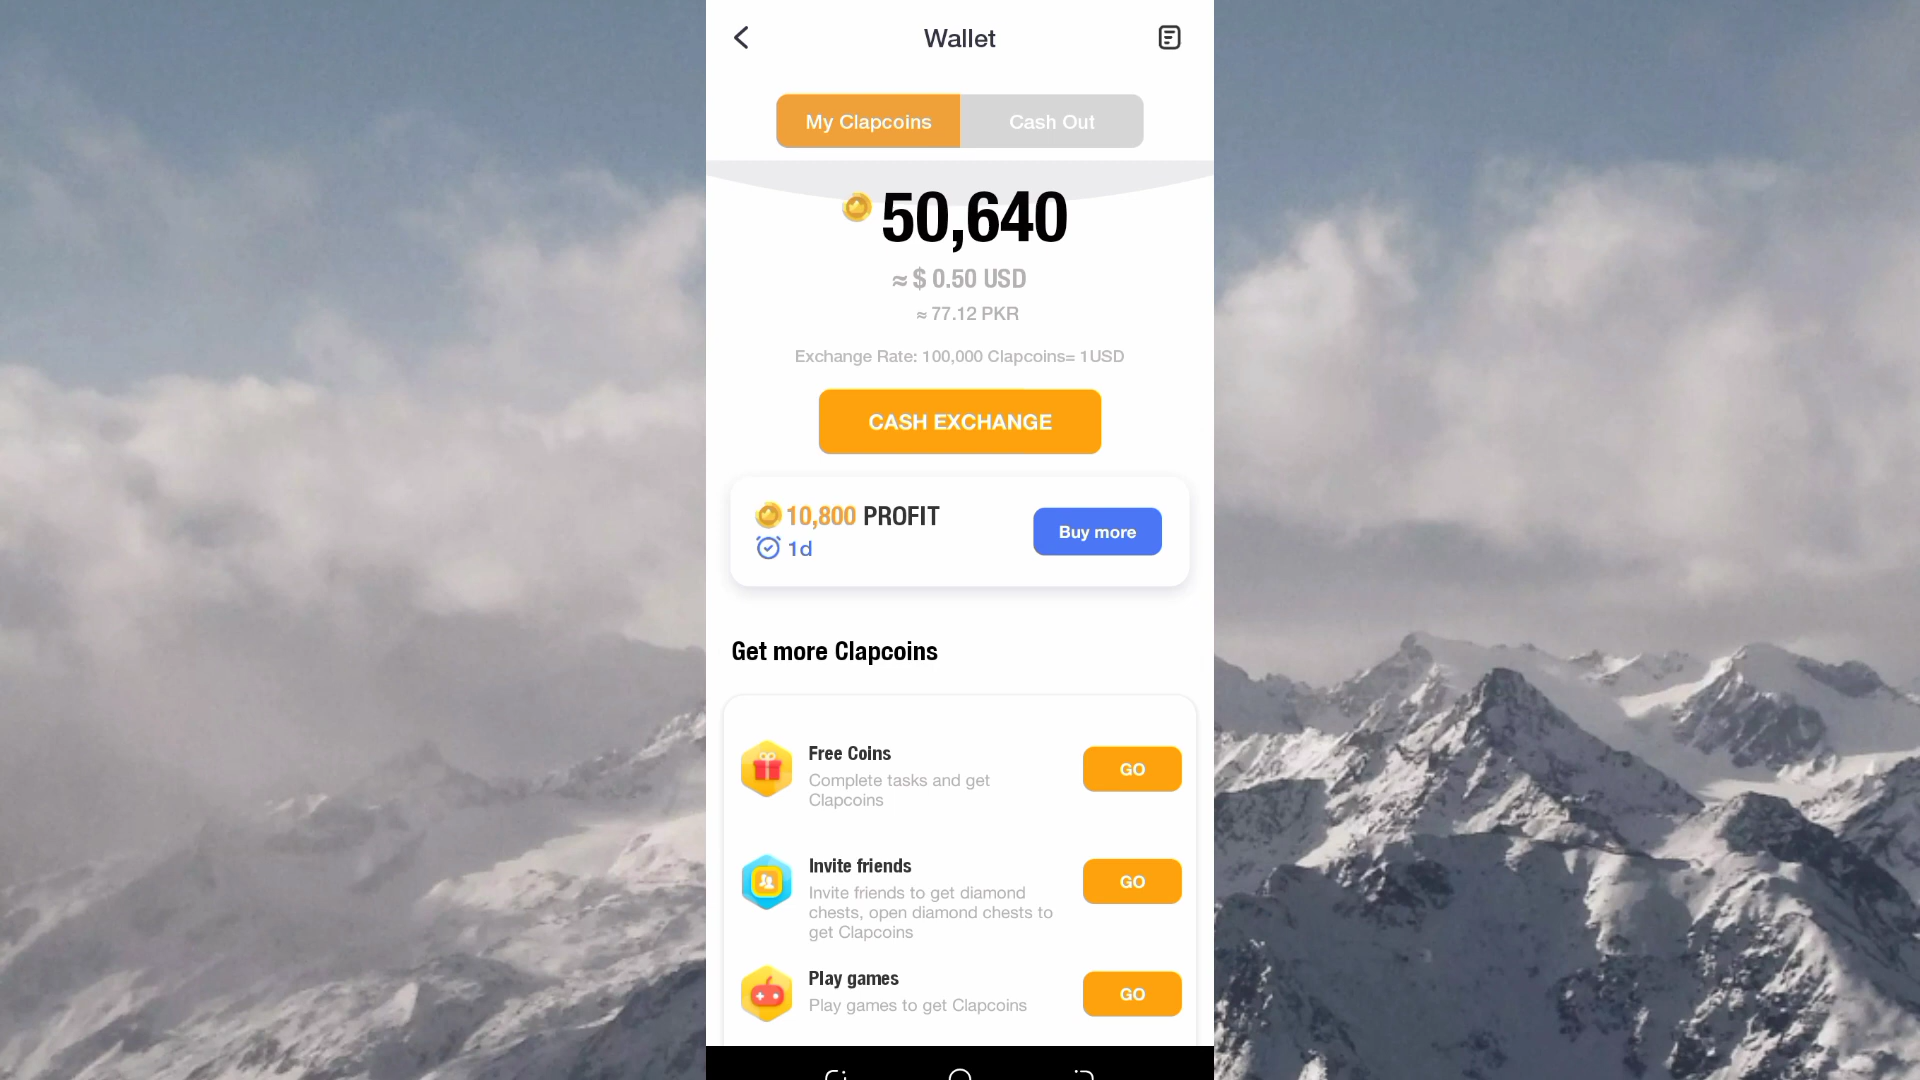 Wallet
My Clapcoins
Cash Out
50,640
≈ $ 0.50 USD
≈ 77.12 PKR
Exchange Rate: 100,000 Clapcoins= 1USD
CASH EXCHANGE
10,800 PROFIT
1d
Buy more
Get more Clapcoins
Free Coins
Complete tasks and get
Clapcoins
GO
Invite friends
Invite friends to get diamond
chests, open diamond chests to
get Clapcoins
GO
Play games
Play games to get Clapcoins
GO